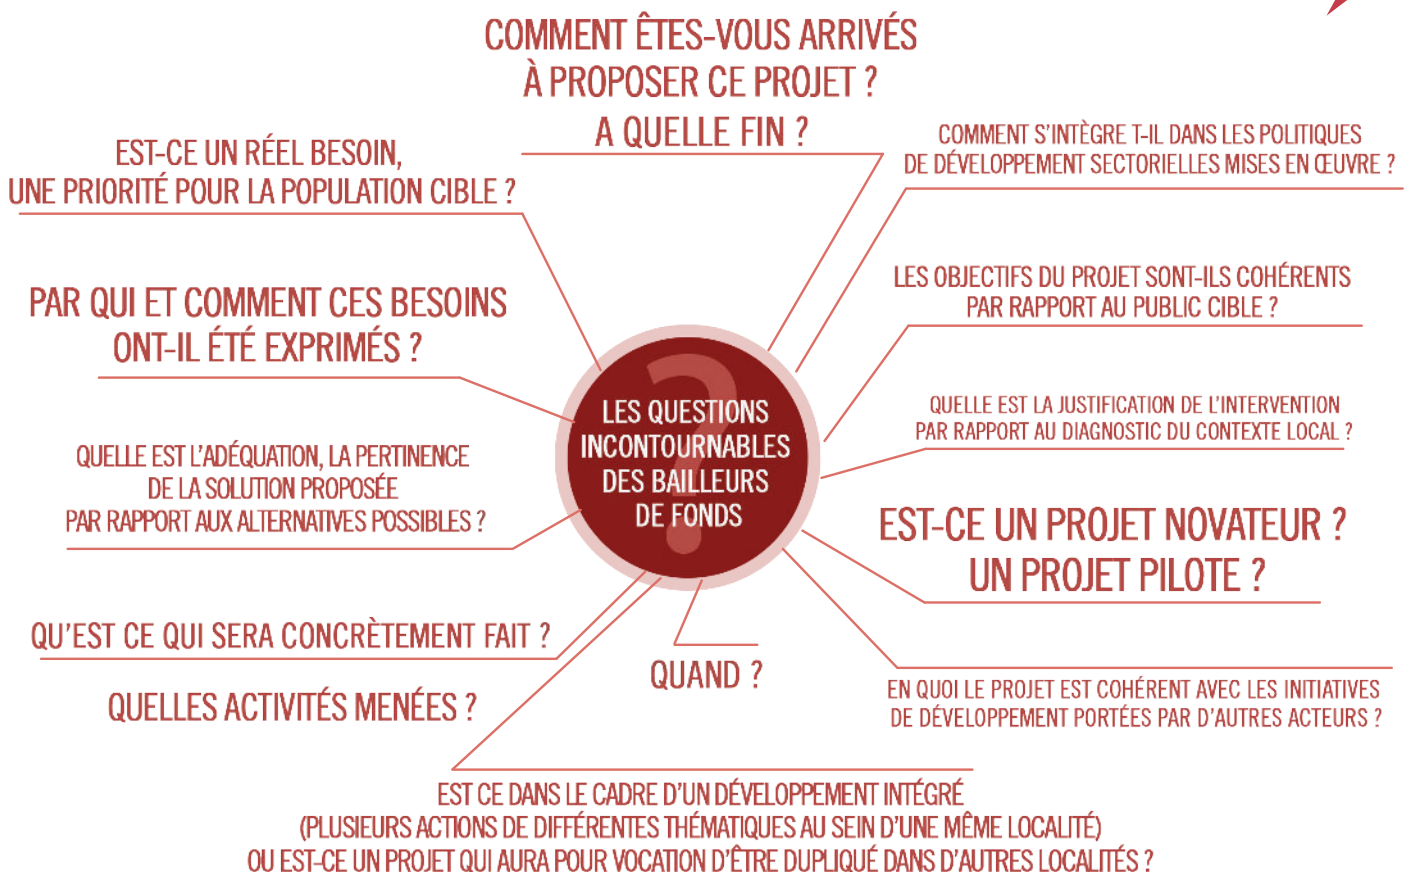 COMMENT ÊTES-VOUS ARRIVÉS
À PROPOSER CE PROJET ?
A QUELLE FIN ?
EST-CE UN RÉEL BESOIN,
UNE PRIORITÉ POUR LA POPULATION CIBLE ?
COMMENT S'INTÈGRE T-IL DANS LES POLITIQUES
DE DÉVELOPPEMENT SECTORIELLES MISES EN ŒUVRE ?
PAR QUI ET COMMENT CES BESOINS
ONT-IL ÉTÉ EXPRIMÉS ?
LES OBJECTIFS DU PROJET SONT-ILS COHÉRENTS
PAR RAPPORT AU PUBLIC CIBLE ?
LES QUESTIONS
INCONTOURNABLES
DES BAILLEURS
DE FONDS
?
QUELLE EST L'ADÉQUATION, LA PERTINENCE
DE LA SOLUTION PROPOSÉE
PAR RAPPORT AUX ALTERNATIVES POSSIBLES ?
QUELLE EST LA JUSTIFICATION DE L'INTERVENTION
PAR RAPPORT AU DIAGNOSTIC DU CONTEXTE LOCAL ?
EST-CE UN PROJET NOVATEUR ?
UN PROJET PILOTE ?
QU'EST CE QUI SERA CONCRÈTEMENT FAIT ?
QUELLES ACTIVITÉS MENÉES ?
QUAND ?
EN QUOI LE PROJET EST COHÉRENT AVEC LES INITIATIVES
DE DÉVELOPPEMENT PORTÉES PAR D'AUTRES ACTEURS ?
EST CE DANS LE CADRE D'UN DÉVELOPPEMENT INTÉGRÉ
(PLUSIEURS ACTIONS DE DIFFÉRENTES THÉMATIQUES AU SEIN D'UNE MÊME LOCALITÉ)
OU EST-CE UN PROJET QUI AURA POUR VOCATION D'ÊTRE DUPLIQUÉ DANS D'AUTRES LOCALITÉS ?